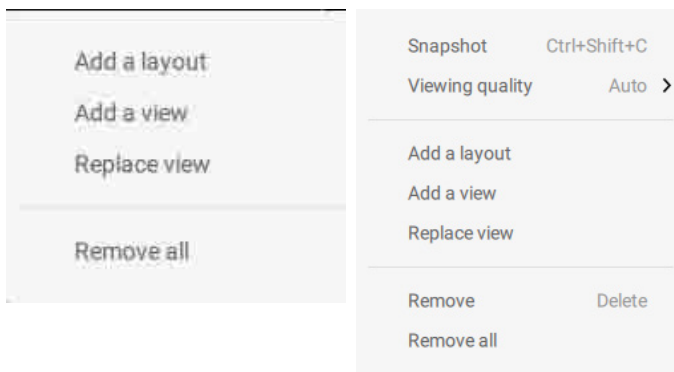 Add a layout
Add a view
Replace view
Remove all
Snapshot Ctrl+Shift+C
Viewing quality Auto
Add a layout
Add a view
Replace view
Remove Delete
Remove all